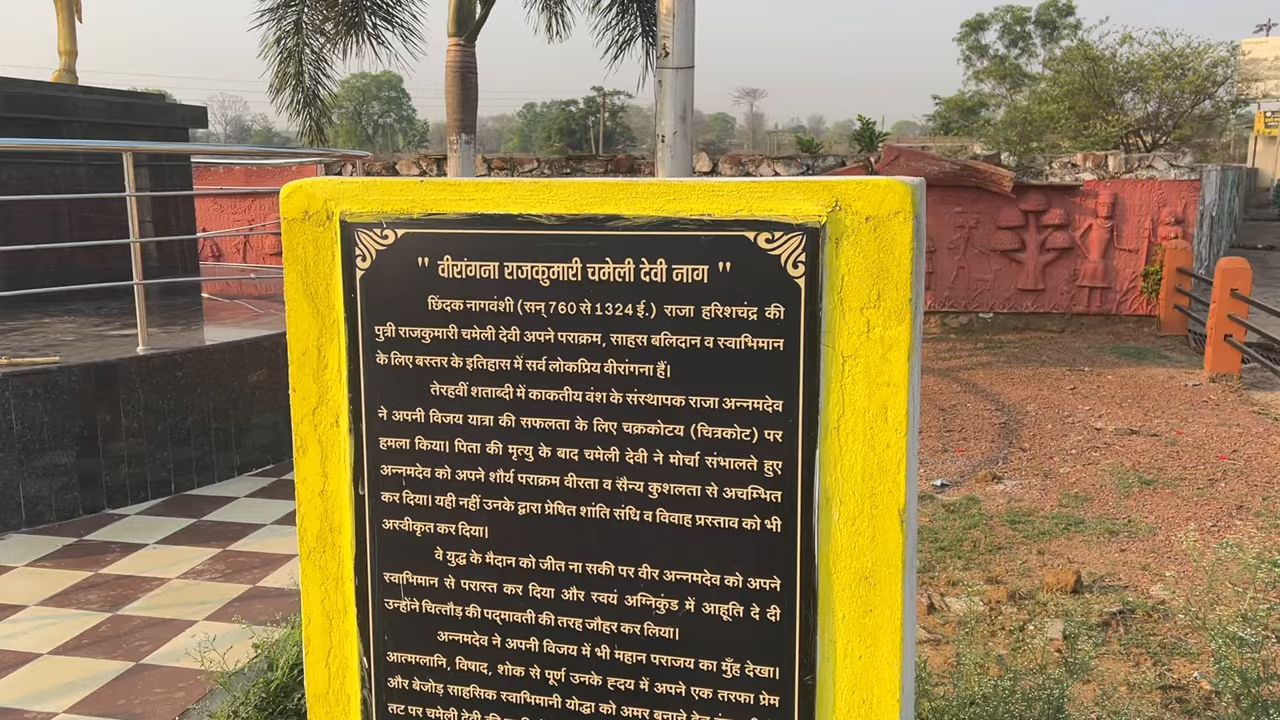 " वीरांगना राजकुमारी चमेली देवी नाग "
छिंदक नागवंशी (सन् 760 से 1324 ई.) राजा हरिशचंद्र की
पुत्री राजकुमारी चमेली देवी अपने पराक्रम, साहस बलिदान व स्वाभिमान
के लिए बस्तर के इतिहास में सर्व लोकप्रिय वीरांगना हैं।
तेरहवीं शताब्दी में काकतीय वंश के संस्थापक राजा अन्नमदेव
ने अपनी विजय यात्रा की सफलता के लिए चक्रकोटय (चित्रकोट) पर
हमला किया। पिता की मृत्यु के बाद चमेली देवी ने मोर्चा संभालते हुए
अन्नमदेव को अपने शौर्य पराक्रम वीरता व सैन्य कुशलता से अचम्भित
कर दिया। यही नहीं उनके द्वारा प्रेषित शांति संधि व विवाह प्रस्ताव को भी
अस्वीकृत कर दिया।
वे युद्ध के मैदान को जीत ना सकी पर वीर अन्नमदेव को अपने
स्वाभिमान से परास्त कर दिया और स्वयं अग्निकुंड में आहूति दे दी
उन्होंने चित्तौड़ की पद्मावती की तरह जौहर कर लिया।
अन्नमदेव ने अपनी विजय में भी महान पराजय का मुँह देखा।
आत्मग्लानि, विषाद, शोक से पूर्ण उनके ह्दय में अपने एक तरफा प्रेम
और बेजोड़ साहसिक स्वाभिमानी योद्धा को अमर बनाने
तट पर चमेली देवी की